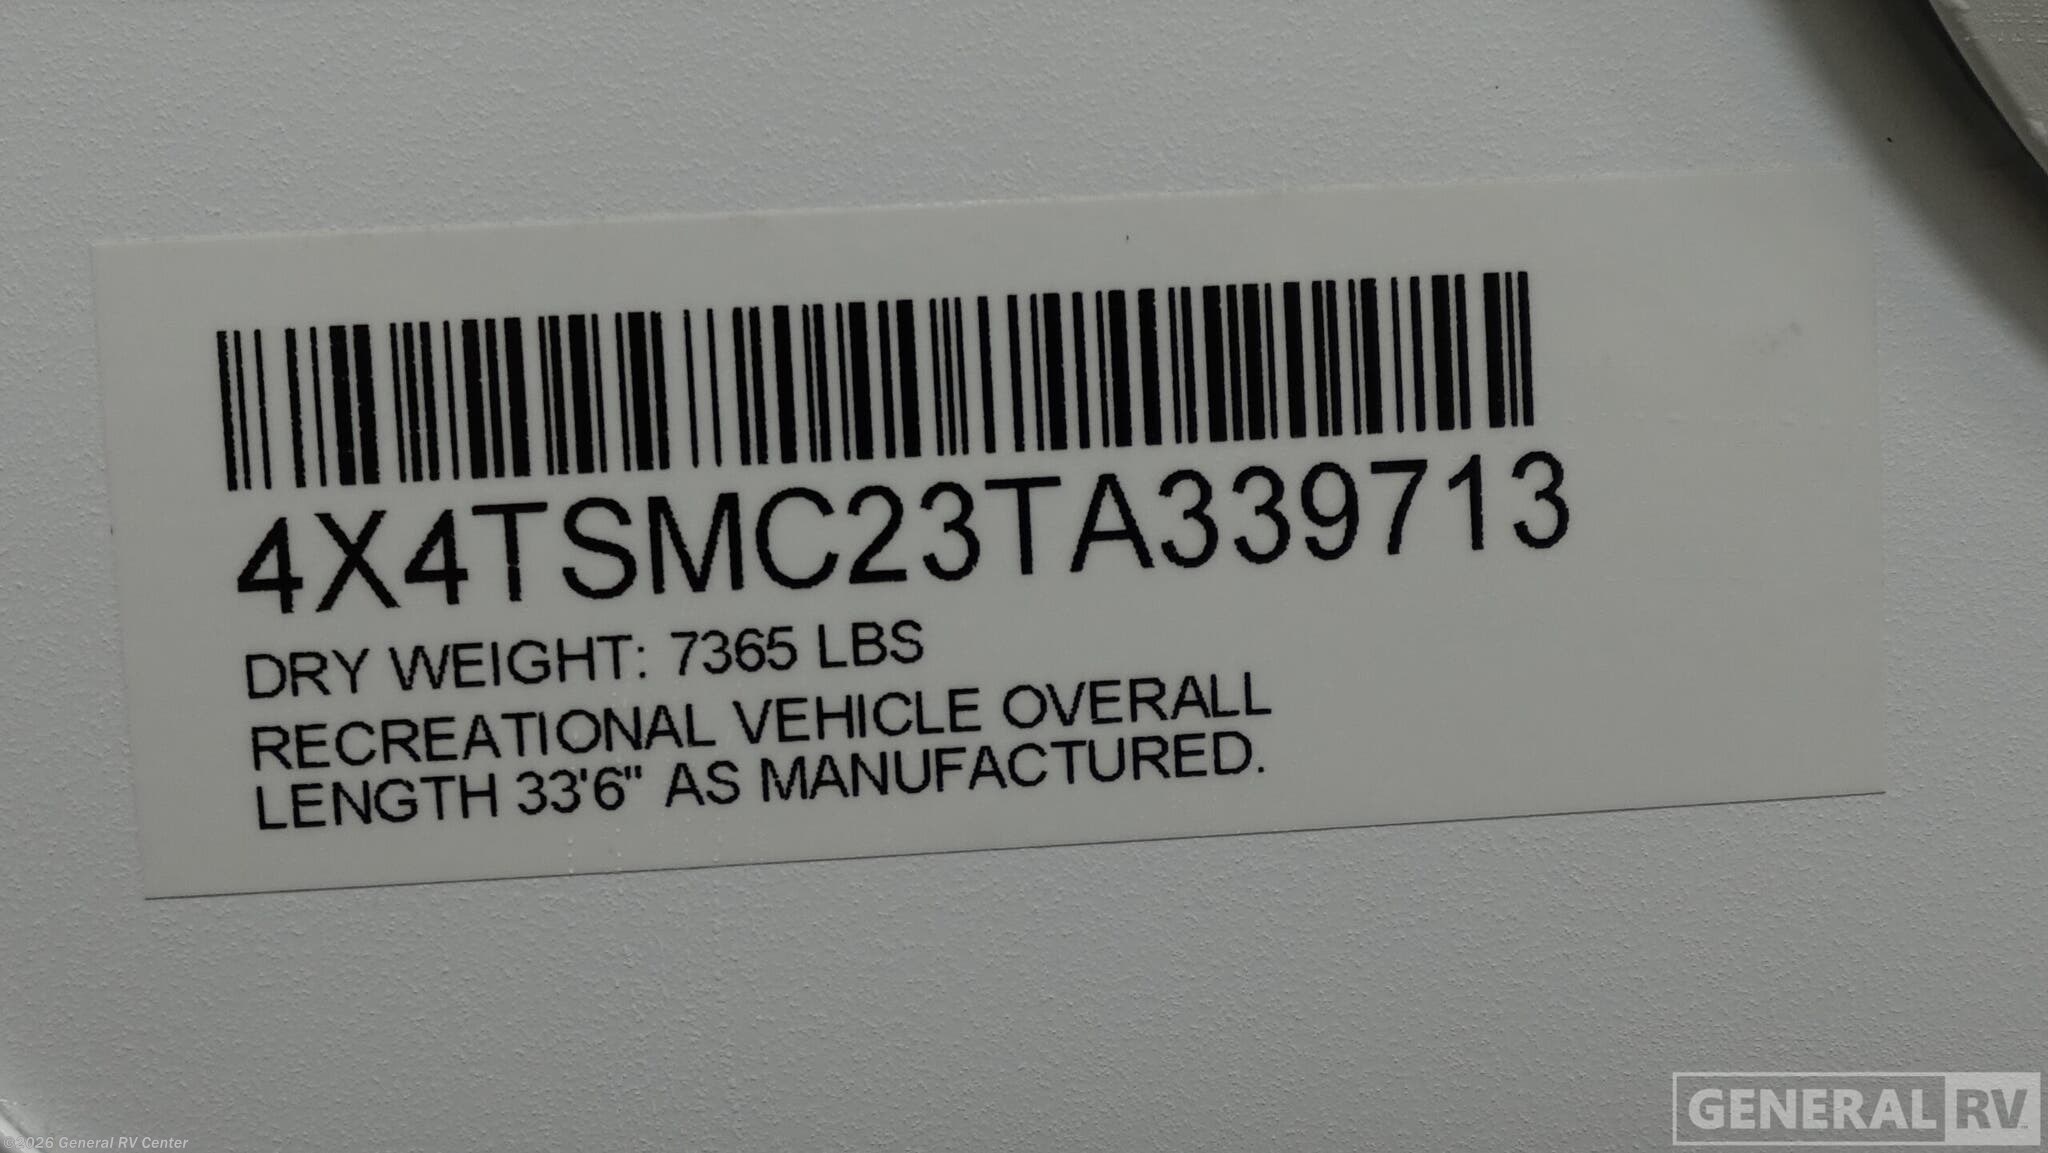 4X4TSMC23TA339713
DRY WEIGHT: 7365 LBS
RECREATIONAL VEHICLE OVERALL
LENGTH 33'6" AS MANUFACTURED.
GENERAL RV
©2026 General RV Center